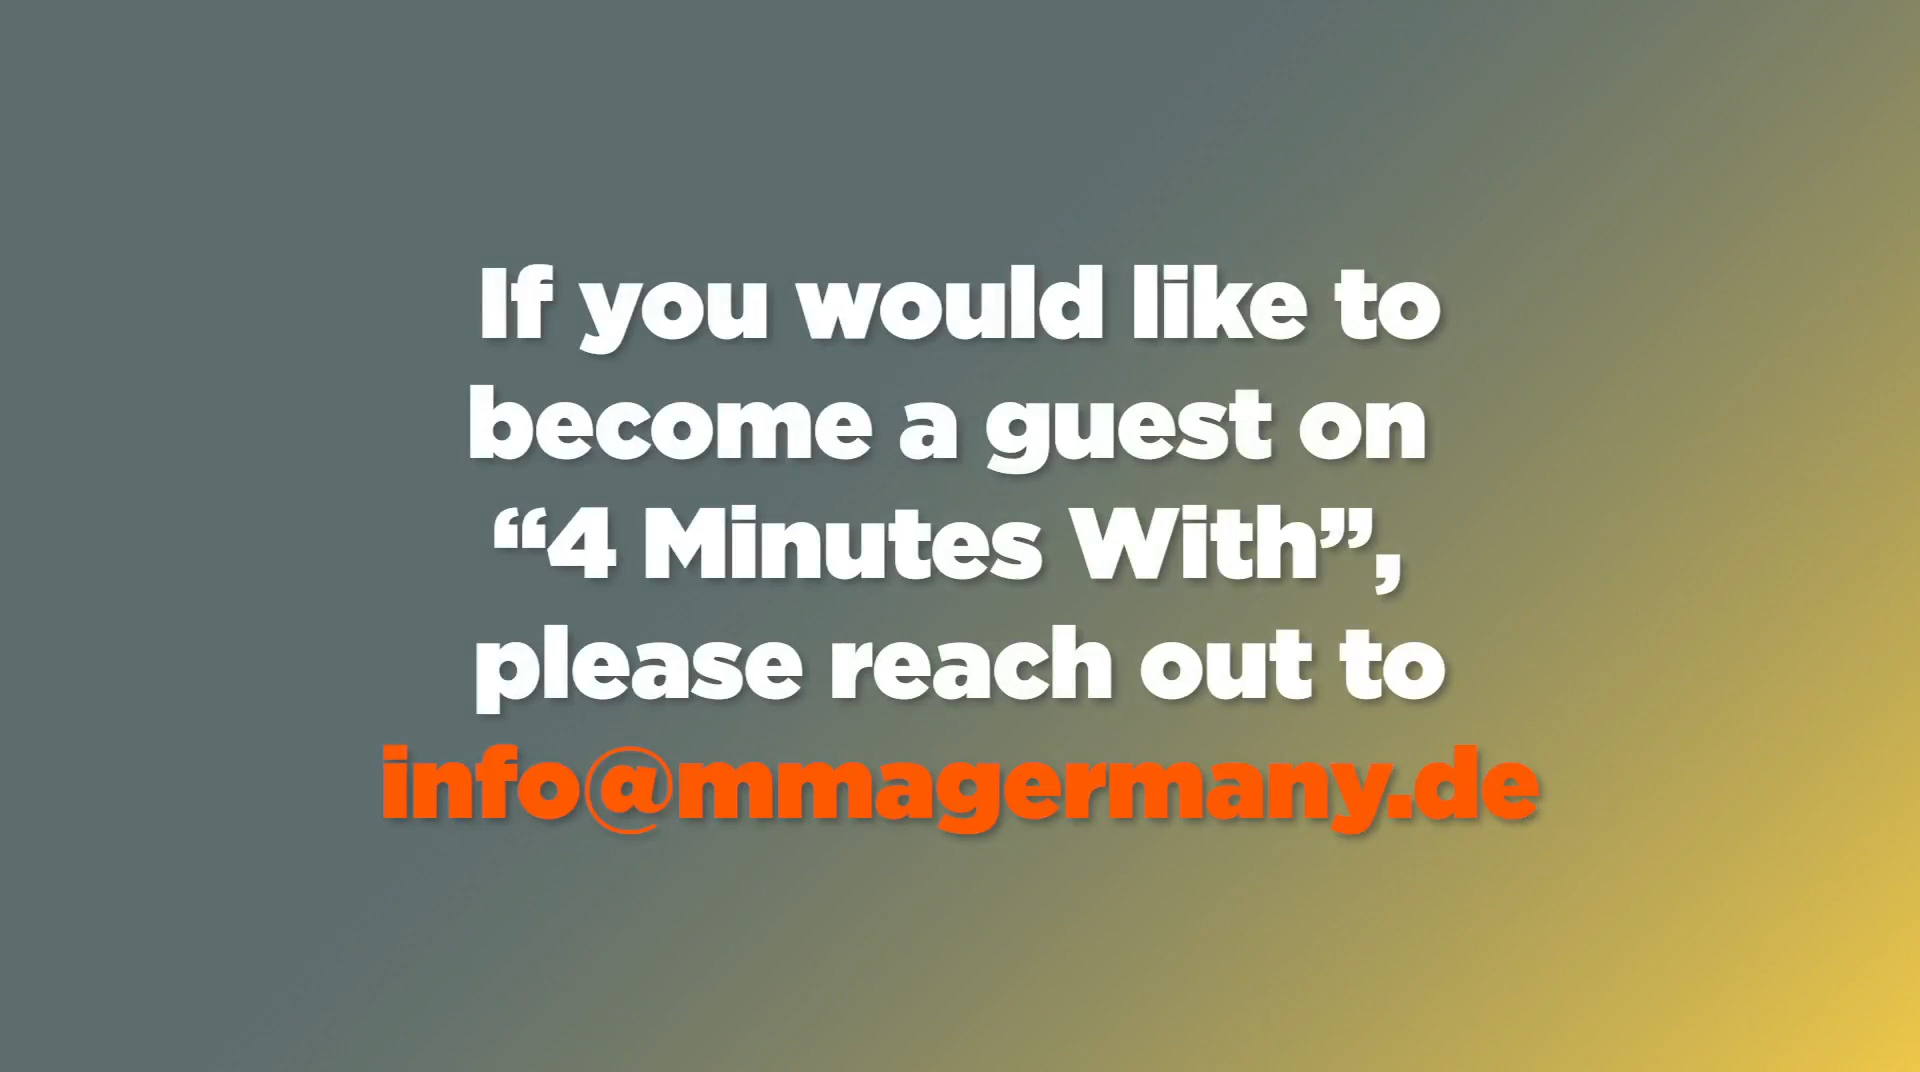 If you would like to
become a guest on
“4 Minutes With”,
please reach out to
info@mmagermany.de